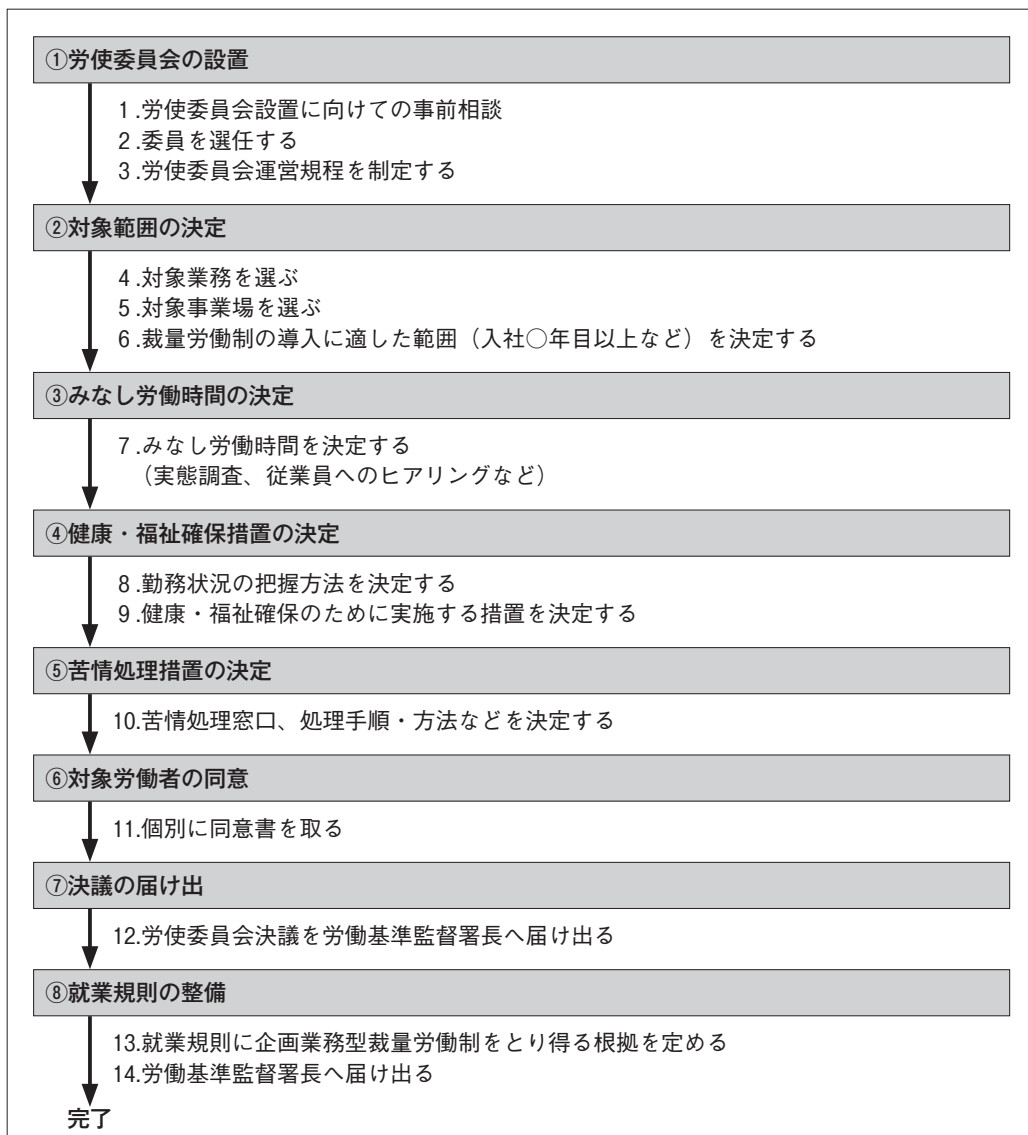 ①労使委員会の設置
1.労使委員会設置に向けての事前相談
2.委員を選任する
3.労使委員会運営規程を制定する
②対象範囲の決定
4.対象業務を選ぶ
5.対象事業場を選ぶ
6.裁量労働制の導入に適した範囲（入社○年目以上など）を決定する
③みなし労働時間の決定
7.みなし労働時間を決定する
（実態調査、従業員へのヒアリングなど）
④健康・福祉確保措置の決定
8.勤務状況の把握方法を決定する
9.健康・福祉確保のために実施する措置を決定する
⑤苦情処理措置の決定
10.苦情処理窓口、処理手順・方法などを決定する
⑥対象労働者の同意
11.個別に同意書を取る
⑦決議の届け出
12.労使委員会決議を労働基準監督署長へ届け出る
⑧就業規則の整備
13.就業規則に企画業務型裁量労働制をとり得る根拠を定める
14.労働基準監督署長へ届け出る
完了